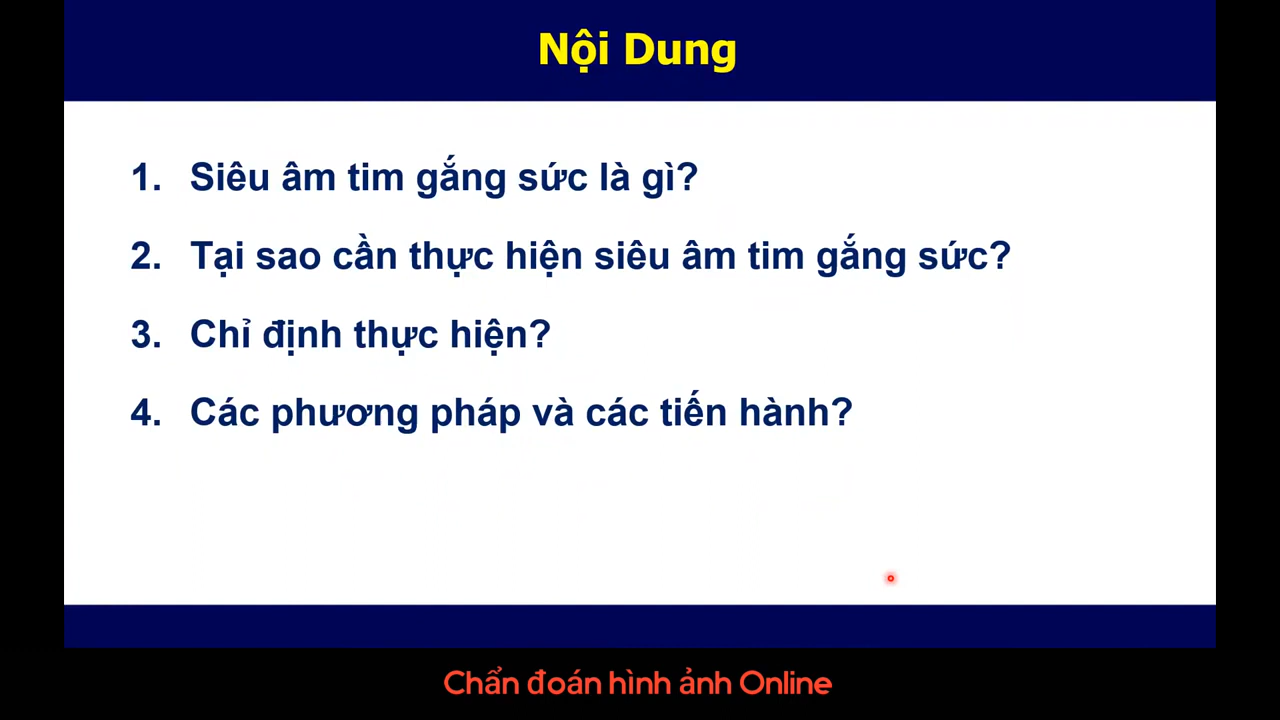 Nội Dung
1. Siêu âm tim gắng sức là gì?
2. Tại sao cần thực hiện siêu âm tim gắng sức?
3. Chỉ định thực hiện?
4. Các phương pháp và các tiến hành?
Chẩn đoán hình ảnh Online